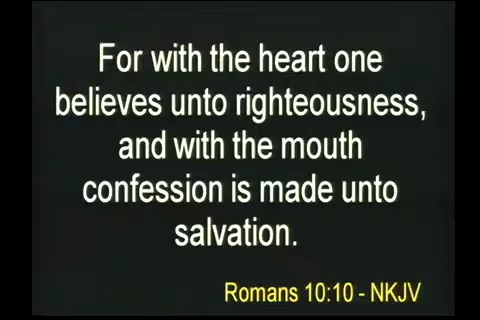 For with the heart one
believes unto righteousness,
and with the mouth
confession is made unto
salvation.
Romans 10:10 - NKJV